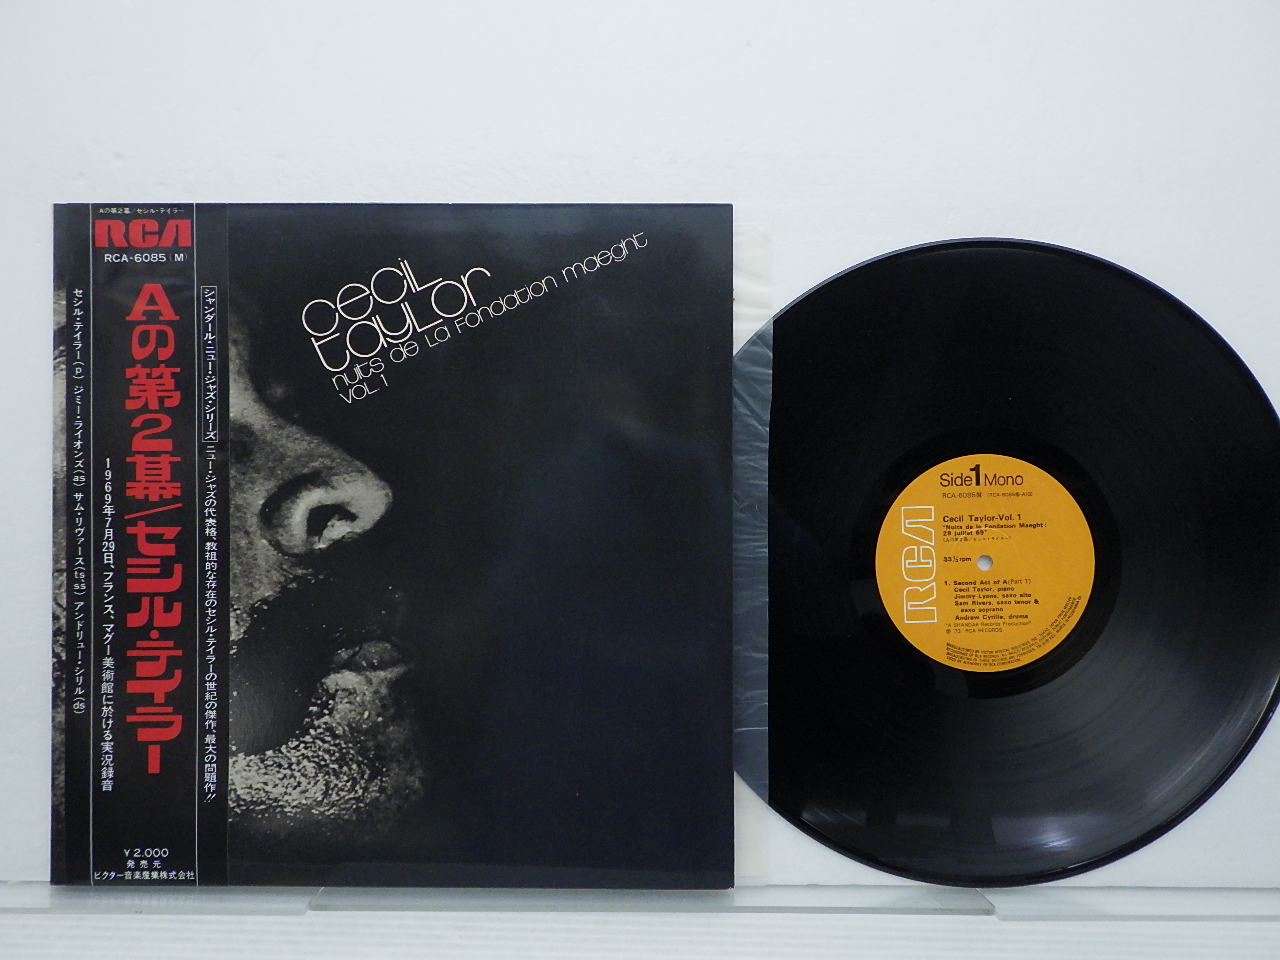 Aの第2幕/セシル・テイラー
RCA
RCA-6085(M)
Aの第2幕/セシル・テイラー
1969年7月29日、フランス、マグー美術館に於ける実況録音
セシル・テイラー(p) ジミー・ライオンズ(as) サム・リヴァース(ts,ss) アンドリュー・シリル(ds)
シャンダール・ニュー・ジャズ・シリーズ ニュー・ジャズの代表格、教祖的な存在のセシル・テイラーの世紀の傑作、最大の問題作!!
¥2,000
発売元
ビクター音楽産業株式会社
cecil
taylor
nuits de la Fondation maeght
VOL.1
Side 1 Mono
RCA-6085(M)
Cecil Taylor-Vol. 1
"Nuits de la Fondation Maeght:
29 juillet 69"
33⅓ rpm
RCA
1. Second Act of A (Part 1)
Cecil Taylor, piano
Jimmy Lyons, saxo alto
Sam Rivers, saxo tenor &
saxo soprano
Andrew Cyrille, drums
"A SHANDAR Records Production"
℗ '73 RCA RECORDS